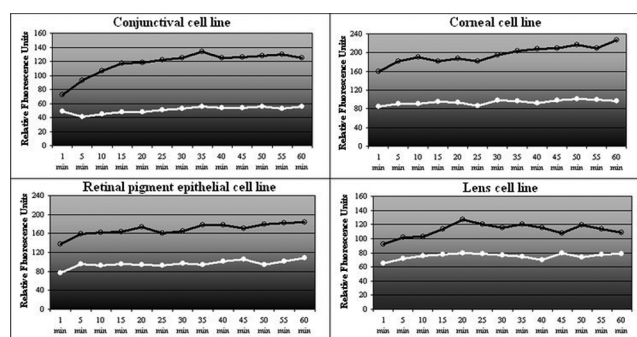 Conjunctival cell line
Relative Fluorescence Units
160
140
120
100
80
60
40
20
0
1 min 5 min 10 min 15 min 20 min 25 min 30 min 35 min 40 min 45 min 50 min 55 min 60 min
Corneal cell line
Relative Fluorescence Units
240
200
160
120
80
40
0
1 min 5 min 10 min 15 min 20 min 25 min 30 min 35 min 40 min 45 min 50 min 55 min 60 min
Retinal pigment epithelial cell line
Relative Fluorescence Units
240
200
160
120
80
40
0
1 min 5 min 10 min 15 min 20 min 25 min 30 min 35 min 40 min 45 min 50 min 55 min 60 min
Lens cell line
Relative Fluorescence Units
160
140
120
100
80
60
40
20
0
1 min 5 min 10 min 15 min 20 min 25 min 30 min 35 min 40 min 45 min 50 min 55 min 60 min